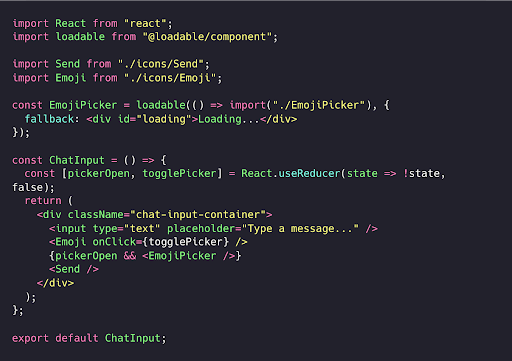 import React from "react";
import loadable from "@loadable/component";
import Send from "./icons/Send";
import Emoji from "./icons/Emoji";
const EmojiPicker = loadable(() => import("./EmojiPicker"), {
fallback: <div id="loading">Loading...</div>
});
const ChatInput = () => {
const [pickerOpen, togglePicker] = React.useReducer(state => !state,
false);
return (
<div className="chat-input-container">
<input type="text" placeholder="Type a message..." />
<Emoji onClick={togglePicker} />
{pickerOpen && <EmojiPicker />}
<Send />
</div>
);
};
export default ChatInput;